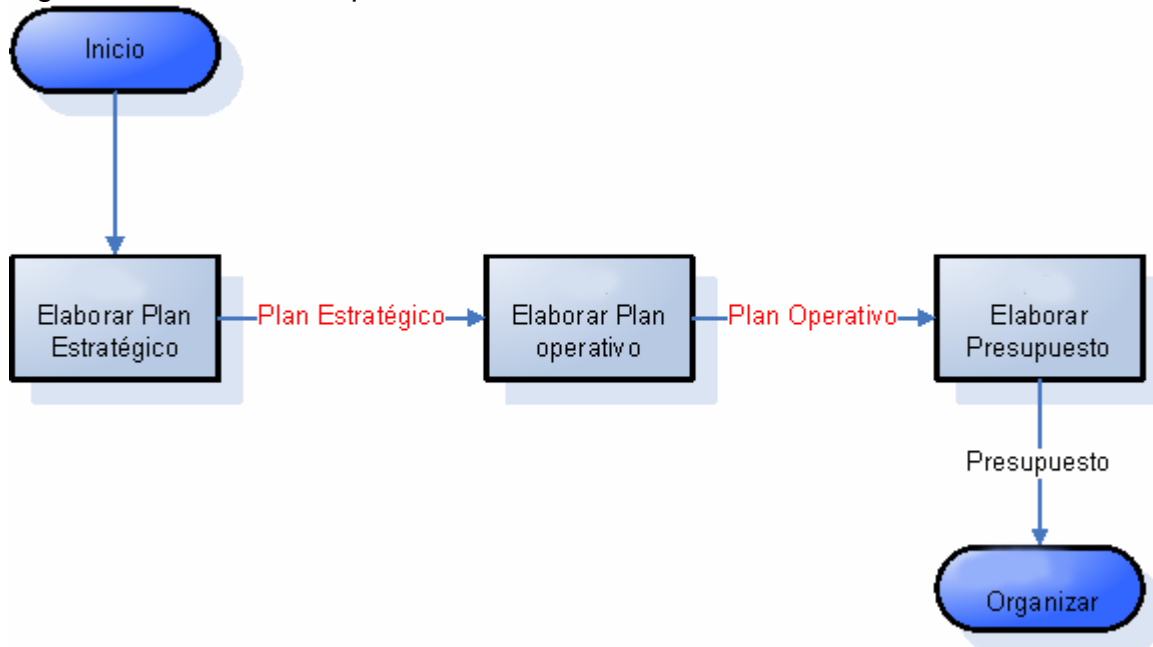 Inicio
Elaborar Plan
Estratégico
Plan Estratégico
Elaborar Plan
operativo
Plan Operativo
Elaborar
Presupuesto
Presupuesto
Organizar